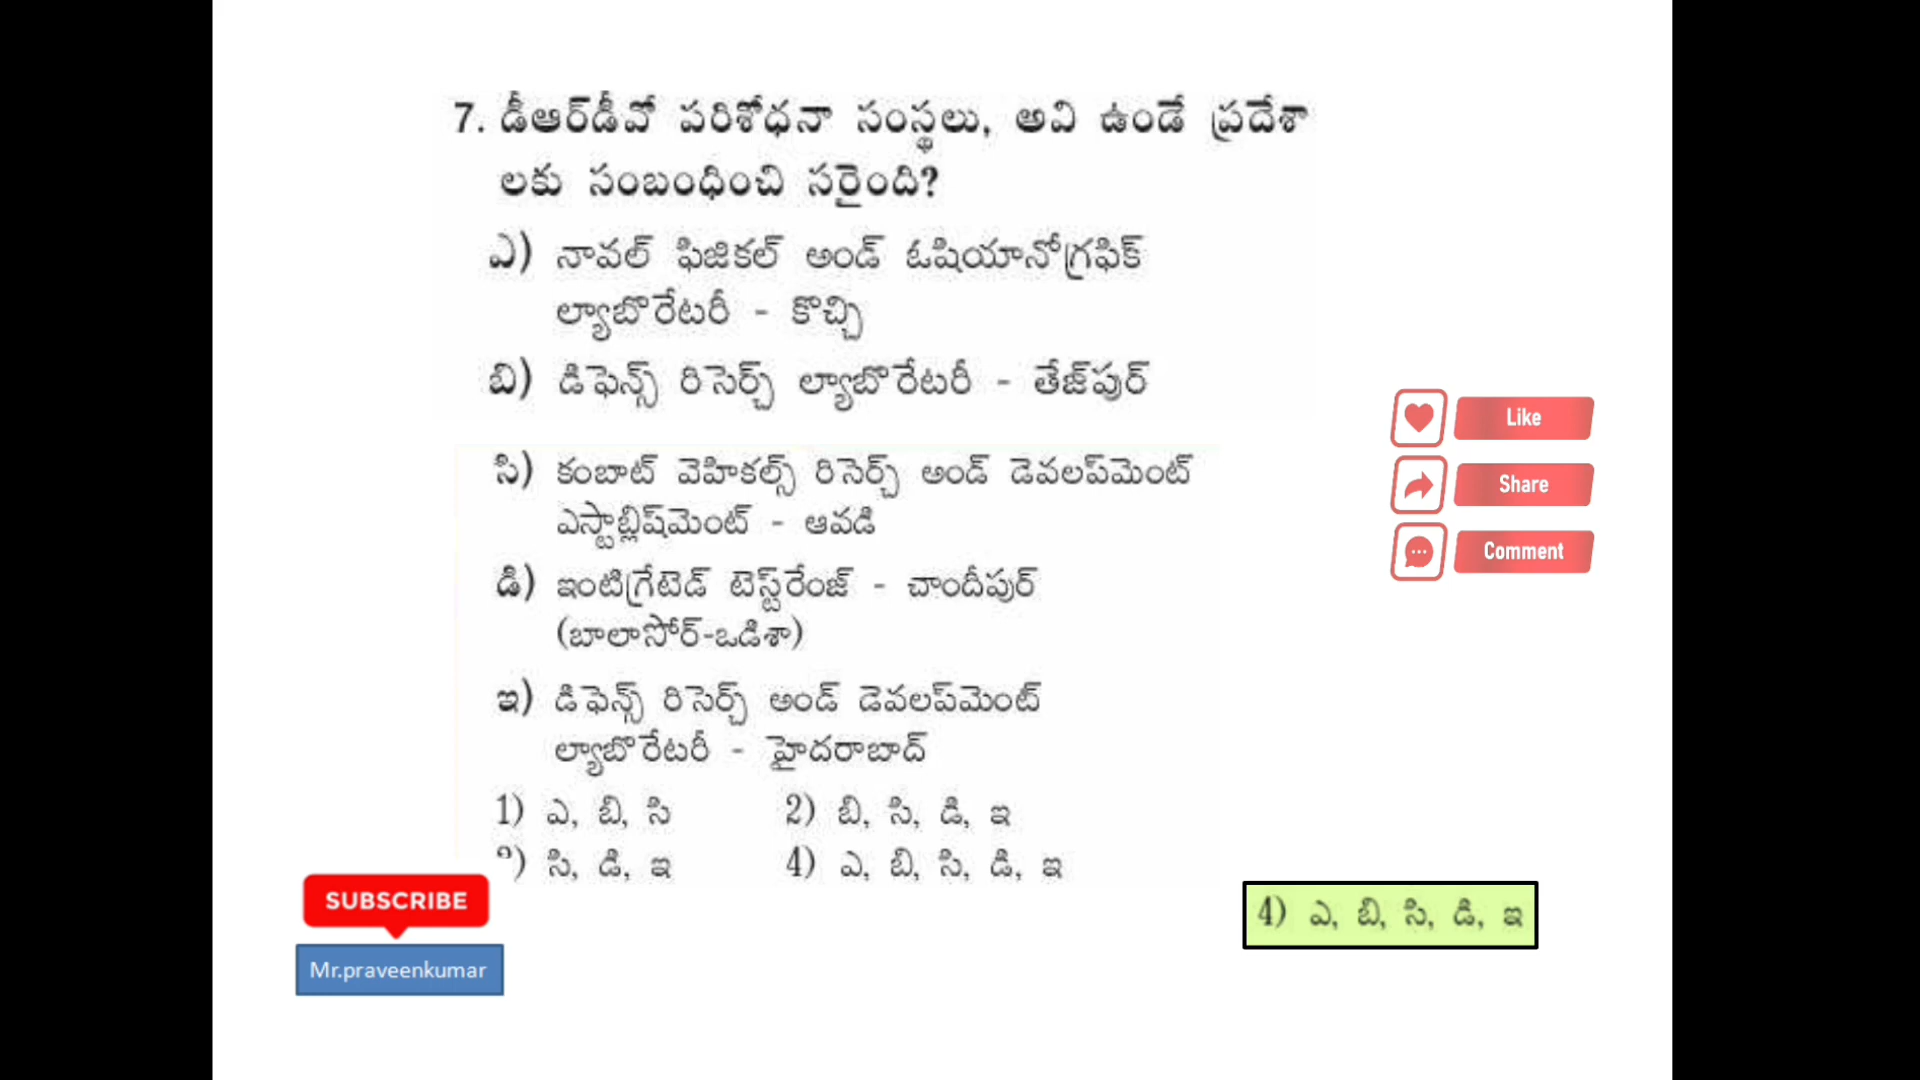 7. డీఆర్‌డీవో పరిశోధనా సంస్థలు, అవి ఉండే ప్రదేశా
లకు సంబంధించి సరైంది?
ఎ) నావల్ ఫిజికల్ అండ్ ఓషియానోగ్రఫిక్
ల్యాబొరేటరీ - కొచ్చి
బి) డిఫెన్స్ రిసెర్చ్ ల్యాబొరేటరీ - తేజ్‌పుర్
సి) కంబాట్ వెహికల్స్ రిసెర్చ్ అండ్ డెవలప్‌మెంట్
ఎస్టాబ్లిష్‌మెంట్ - ఆవడి
డి) ఇంటిగ్రేటెడ్ టెస్ట్‌రేంజ్ - చాందీపుర్
(బాలాసోర్-ఒడిశా)
ఇ) డిఫెన్స్ రిసెర్చ్ అండ్ డెవలప్‌మెంట్
ల్యాబొరేటరీ - హైదరాబాద్
1) ఎ, బి, సి 2) బి, సి, డి, ఇ
) సి, డి, ఇ 4) ఎ, బి, సి, డి, ఇ
4) ఎ, బి, సి, డి, ఇ
Like
Share
Comment
SUBSCRIBE
Mr.praveenkumar